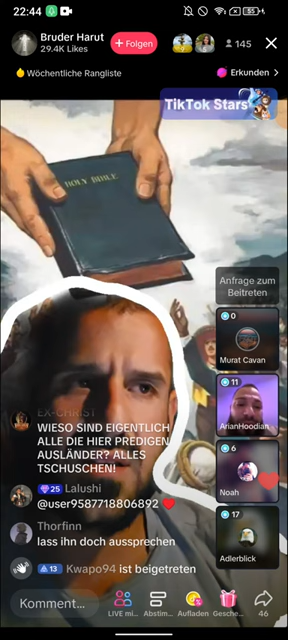 22:44
55
Bruder Harut
29.4K Likes
+ Folgen
145
Wöchentliche Rangliste
Erkunden >
TikTok Stars
HOLY BIBLE
Anfrage zum
Beitreten
0
Murat Cavan
11
ArianHoodian
6
Noah
17
Adlerblick
EX-CHRIST
WIESO SIND EIGENTLICH
ALLE DIE HIER PREDIGEN
AUSLÄNDER? ALLES
TSCHUSCHEN!
25 Lalushi
@user9587718806892 ❤️
Thorfinn
lass ihn doch aussprechen
13 Kwapo94 ist beigetreten
Komment...
LIVE mi...
Abstim...
Aufladen
Gesche...
46